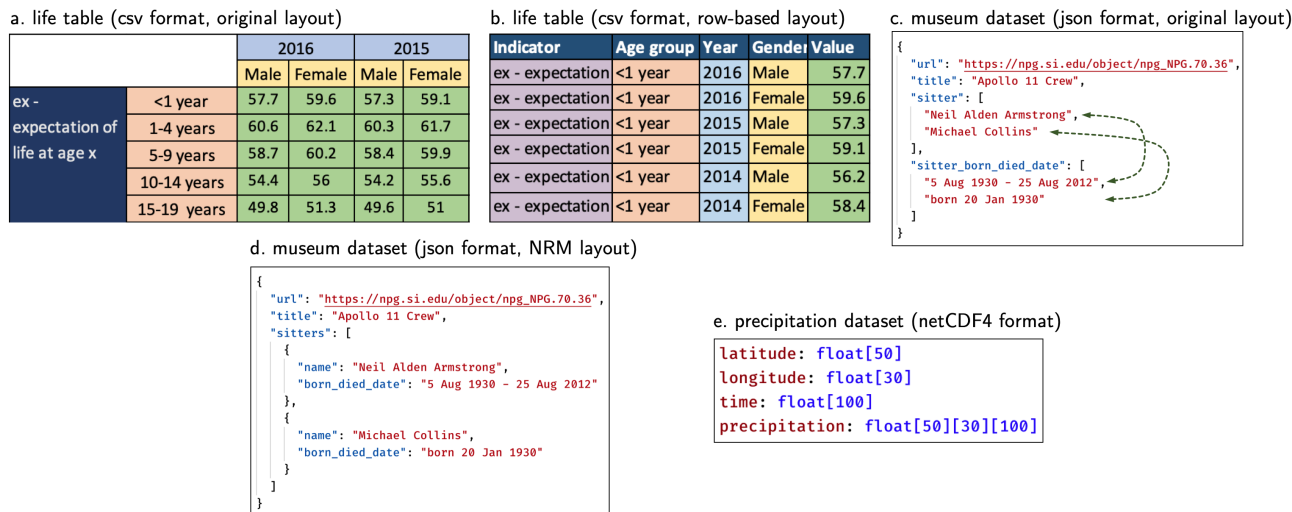 a. life table (csv format, original layout)
2016 2015
Male Female Male Female
ex - expectation of life at age x
<1 year 57.7 59.6 57.3 59.1
1-4 years 60.6 62.1 60.3 61.7
5-9 years 58.7 60.2 58.4 59.9
10-14 years 54.4 56 54.2 55.6
15-19 years 49.8 51.3 49.6 51
b. life table (csv format, row-based layout)
Indicator Age group Year Gender Value
ex - expectation <1 year 2016 Male 57.7
ex - expectation <1 year 2016 Female 59.6
ex - expectation <1 year 2015 Male 57.3
ex - expectation <1 year 2015 Female 59.1
ex - expectation <1 year 2014 Male 56.2
ex - expectation <1 year 2014 Female 58.4
c. museum dataset (json format, original layout)
{
"url": "https://npg.si.edu/object/npg_NPG.70.36",
"title": "Apollo 11 Crew",
"sitter": [
"Neil Alden Armstrong",
"Michael Collins"
],
"sitter_born_died_date": [
"5 Aug 1930 – 25 Aug 2012",
"born 20 Jan 1930"
]
}
d. museum dataset (json format, NRM layout)
{
"url": "https://npg.si.edu/object/npg_NPG.70.36",
"title": "Apollo 11 Crew",
"sitters": [
{
"name": "Neil Alden Armstrong",
"born_died_date": "5 Aug 1930 – 25 Aug 2012"
},
{
"name": "Michael Collins",
"born_died_date": "born 20 Jan 1930"
}
]
}
e. precipitation dataset (netCDF4 format)
latitude: float[50]
longitude: float[30]
time: float[100]
precipitation: float[50][30][100]